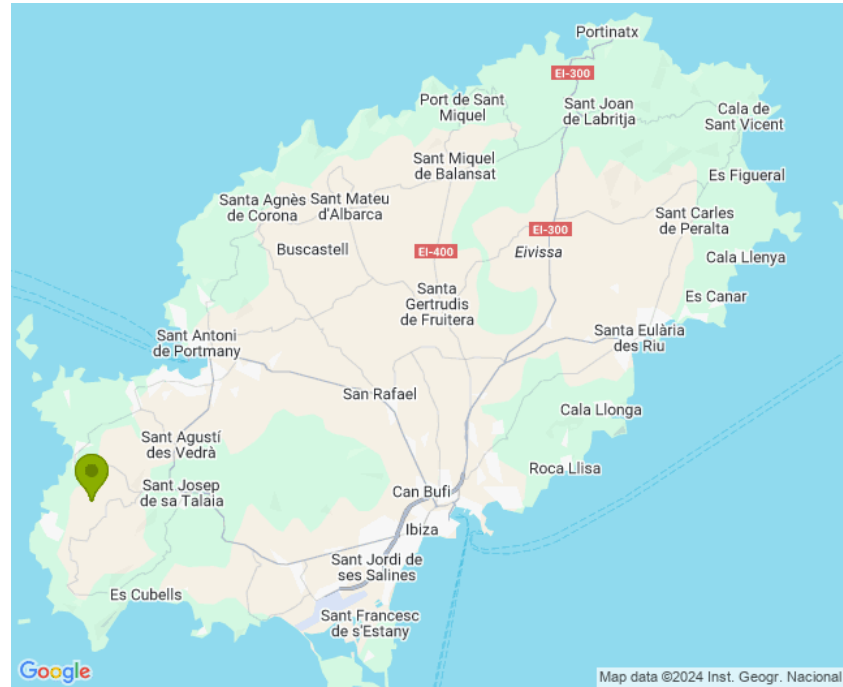 Portinatx
EI-300
Port de Sant
Miquel
Sant Joan
de Labritja
Cala de
Sant Vicent
Sant Miquel
de Balansat
Es Figueral
Santa Agnès
de Corona
Sant Mateu
d'Albarca
Sant Carles
de Peralta
EI-300
Buscastell
EI-400
Eivissa
Cala Llenya
Santa
Gertrudis
de Fruitera
Es Canar
Sant Antoni
de Portmany
Santa Eulària
des Riu
San Rafael
Cala Llonga
Sant Agustí
des Vedrà
Roca Llisa
Sant Josep
de sa Talaia
Can Bufí
Ibiza
Sant Jordi de
ses Salines
Es Cubells
Sant Francesc
de s'Estany
Google
Map data ©2024 Inst. Geogr. Nacional